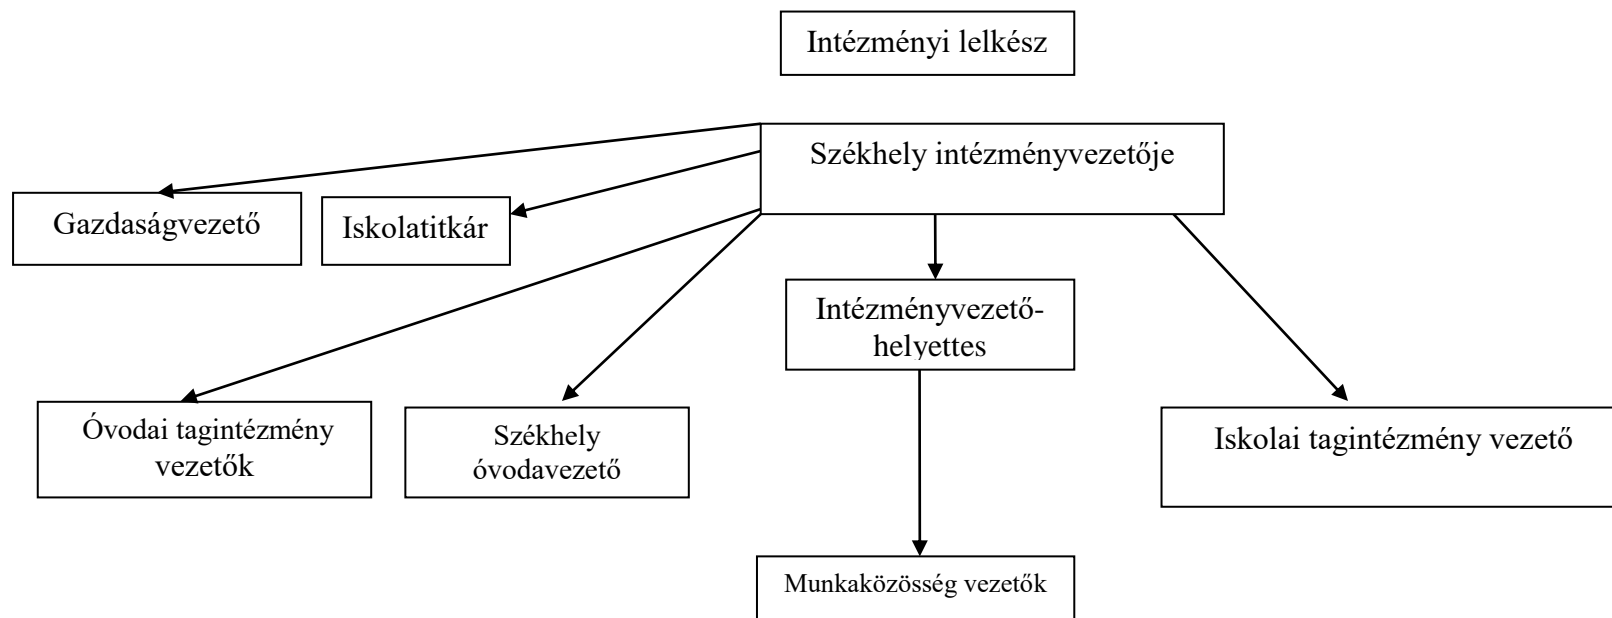 Intézményi lelkész
Székhely intézményvezetője
Gazdaságvezető
Iskolatitkár
Intézményvezető-
helyettes
Óvodai tagintézmény
vezetők
Székhely
óvodavezető
Iskolai tagintézmény vezető
Munkaközösség vezetők